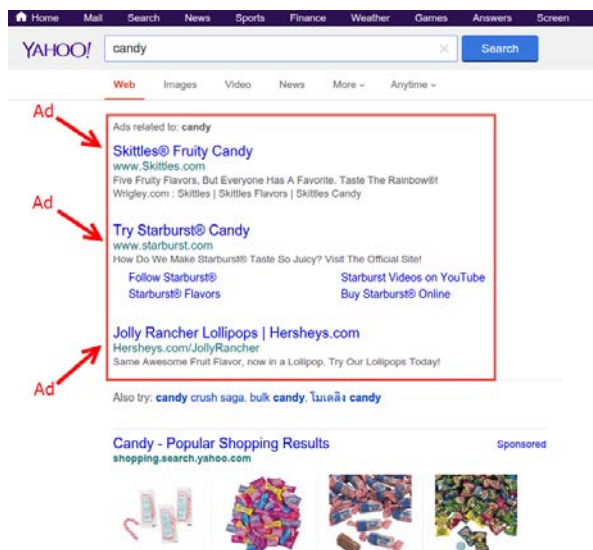 Home Mail Search News Sports Finance Weather Games Answers Screen
YAHOO! candy × Search
Web Images Video News More Anytime
Ad
Ads related to: candy
Skittles® Fruity Candy
www.Skittles.com
Five Fruity Flavors, But Everyone Has A Favorite. Taste The Rainbow®!
Wrigley.com : Skittles | Skittles Flavors | Skittles Candy
Ad
Try Starburst® Candy
www.starburst.com
How Do We Make Starburst® Taste So Juicy? Visit The Official Site!
Follow Starburst® Starburst Videos on YouTube
Starburst® Flavors Buy Starburst® Online
Jolly Rancher Lollipops | Hersheys.com
Hersheys.com/JollyRancher
Same Awesome Fruit Flavor, now in a Lollipop. Try Our Lollipops Today!
Ad
Also try: candy crush saga, bulk candy, โมเดลิง candy
Candy - Popular Shopping Results Sponsored
shopping.search.yahoo.com